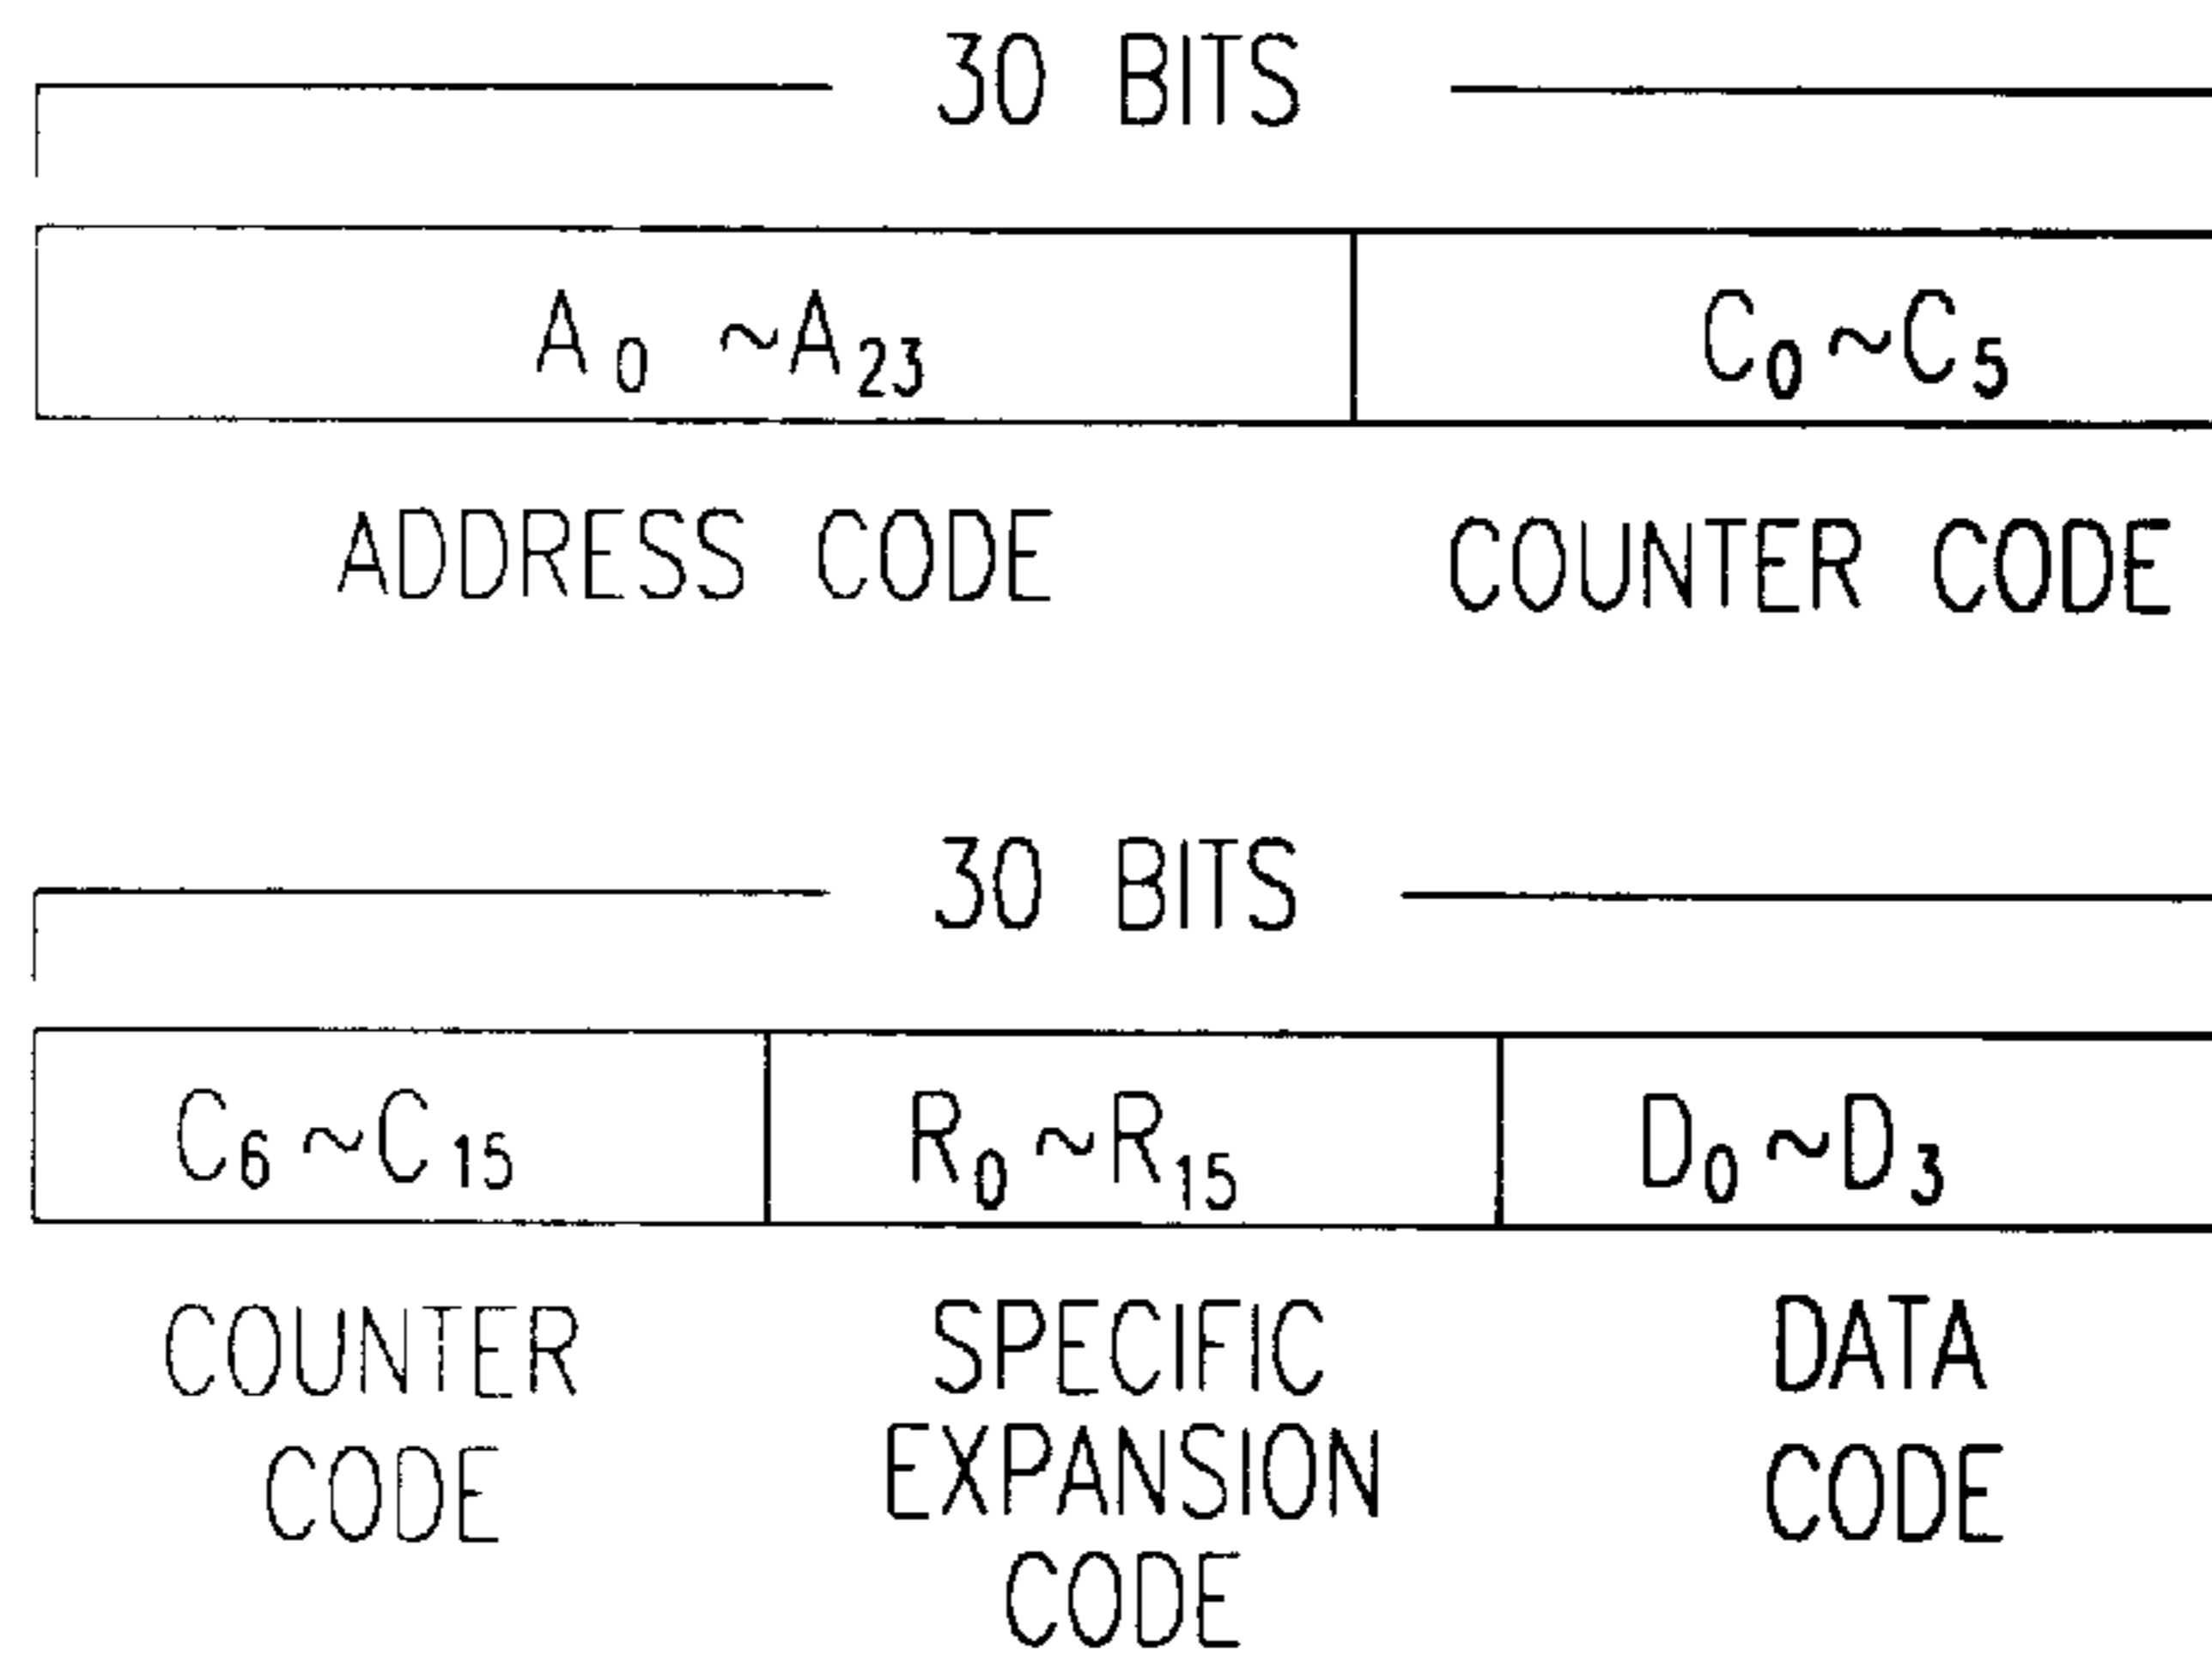 30 BITS
A₀ ~A₂₃ C₀~C₅
ADDRESS CODE COUNTER CODE
30 BITS
C₆~C₁₅ R₀~R₁₅ D₀~D₃
COUNTER CODE
SPECIFIC EXPANSION CODE
DATA CODE